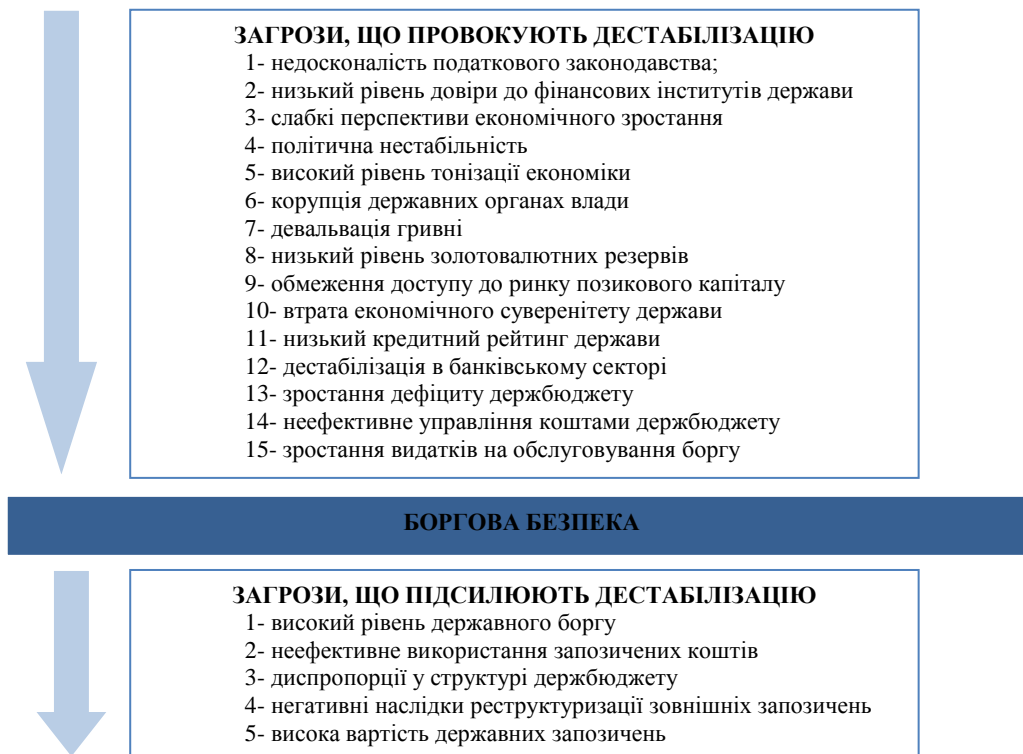 ЗАГРОЗИ, ЩО ПРОВОКУЮТЬ ДЕСТАБІЛІЗАЦІЮ
1- недосконалість податкового законодавства;
2- низький рівень довіри до фінансових інститутів держави
3- слабкі перспективи економічного зростання
4- політична нестабільність
5- високий рівень тонізації економіки
6- корупція державних органах влади
7- девальвація гривні
8- низький рівень золотовалютних резервів
9- обмеження доступу до ринку позикового капіталу
10- втрата економічного суверенітету держави
11- низький кредитний рейтинг держави
12- дестабілізація в банківському секторі
13- зростання дефіциту держбюджету
14- неефективне управління коштами держбюджету
15- зростання видатків на обслуговування боргу
БОРГОВА БЕЗПЕКА
ЗАГРОЗИ, ЩО ПІДСИЛЮЮТЬ ДЕСТАБІЛІЗАЦІЮ
1- високий рівень державного боргу
2- неефективне використання запозичених коштів
3- диспропорції у структурі держбюджету
4- негативні наслідки реструктуризації зовнішніх запозичень
5- висока вартість державних запозичень